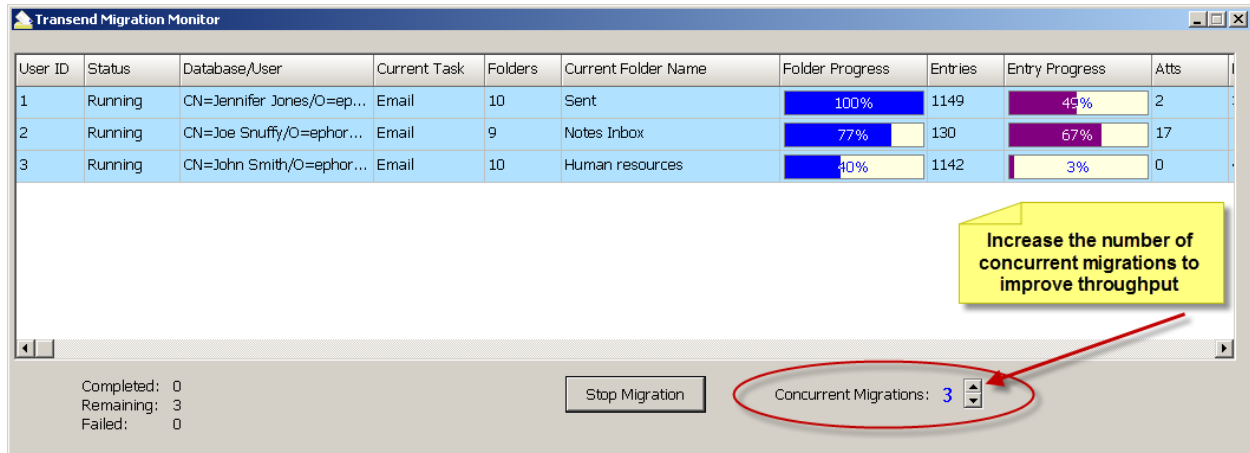 Transend Migration Monitor
User ID Status Database/User Current Task Folders Current Folder Name Folder Progress Entries Entry Progress Atts
1 Running CN=Jennifer Jones/O=ep... Email 10 Sent 100% 1149 49% 2
2 Running CN=Joe Snuffy/O=ephor... Email 9 Notes Inbox 77% 130 67% 17
3 Running CN=John Smith/O=ephor... Email 10 Human resources 40% 1142 3% 0
Increase the number of
concurrent migrations to
improve throughput
Completed: 0
Remaining: 3
Failed: 0
Stop Migration
Concurrent Migrations: 3